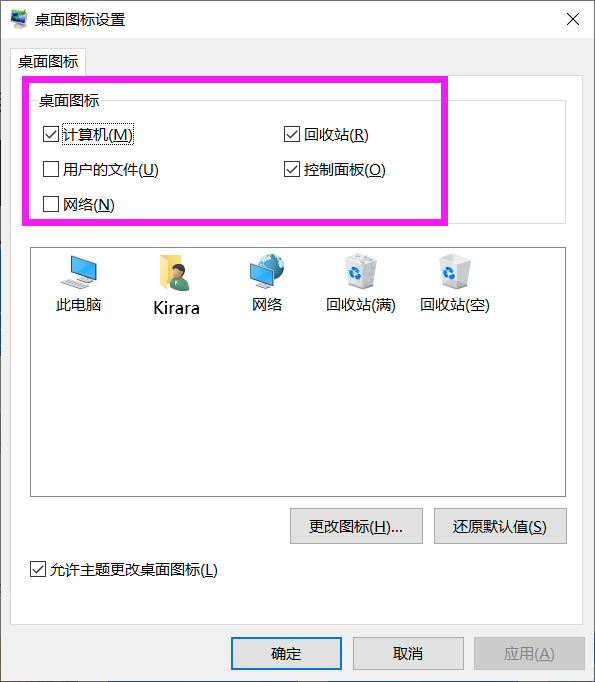 桌面图标设置
桌面图标
桌面图标
计算机(M) 回收站(R)
用户的文件(U) 控制面板(O)
网络(N)
此电脑 Kirara 网络 回收站(满) 回收站(空)
更改图标(H)... 还原默认值(S)
允许主题更改桌面图标(L)
确定 取消 应用(A)